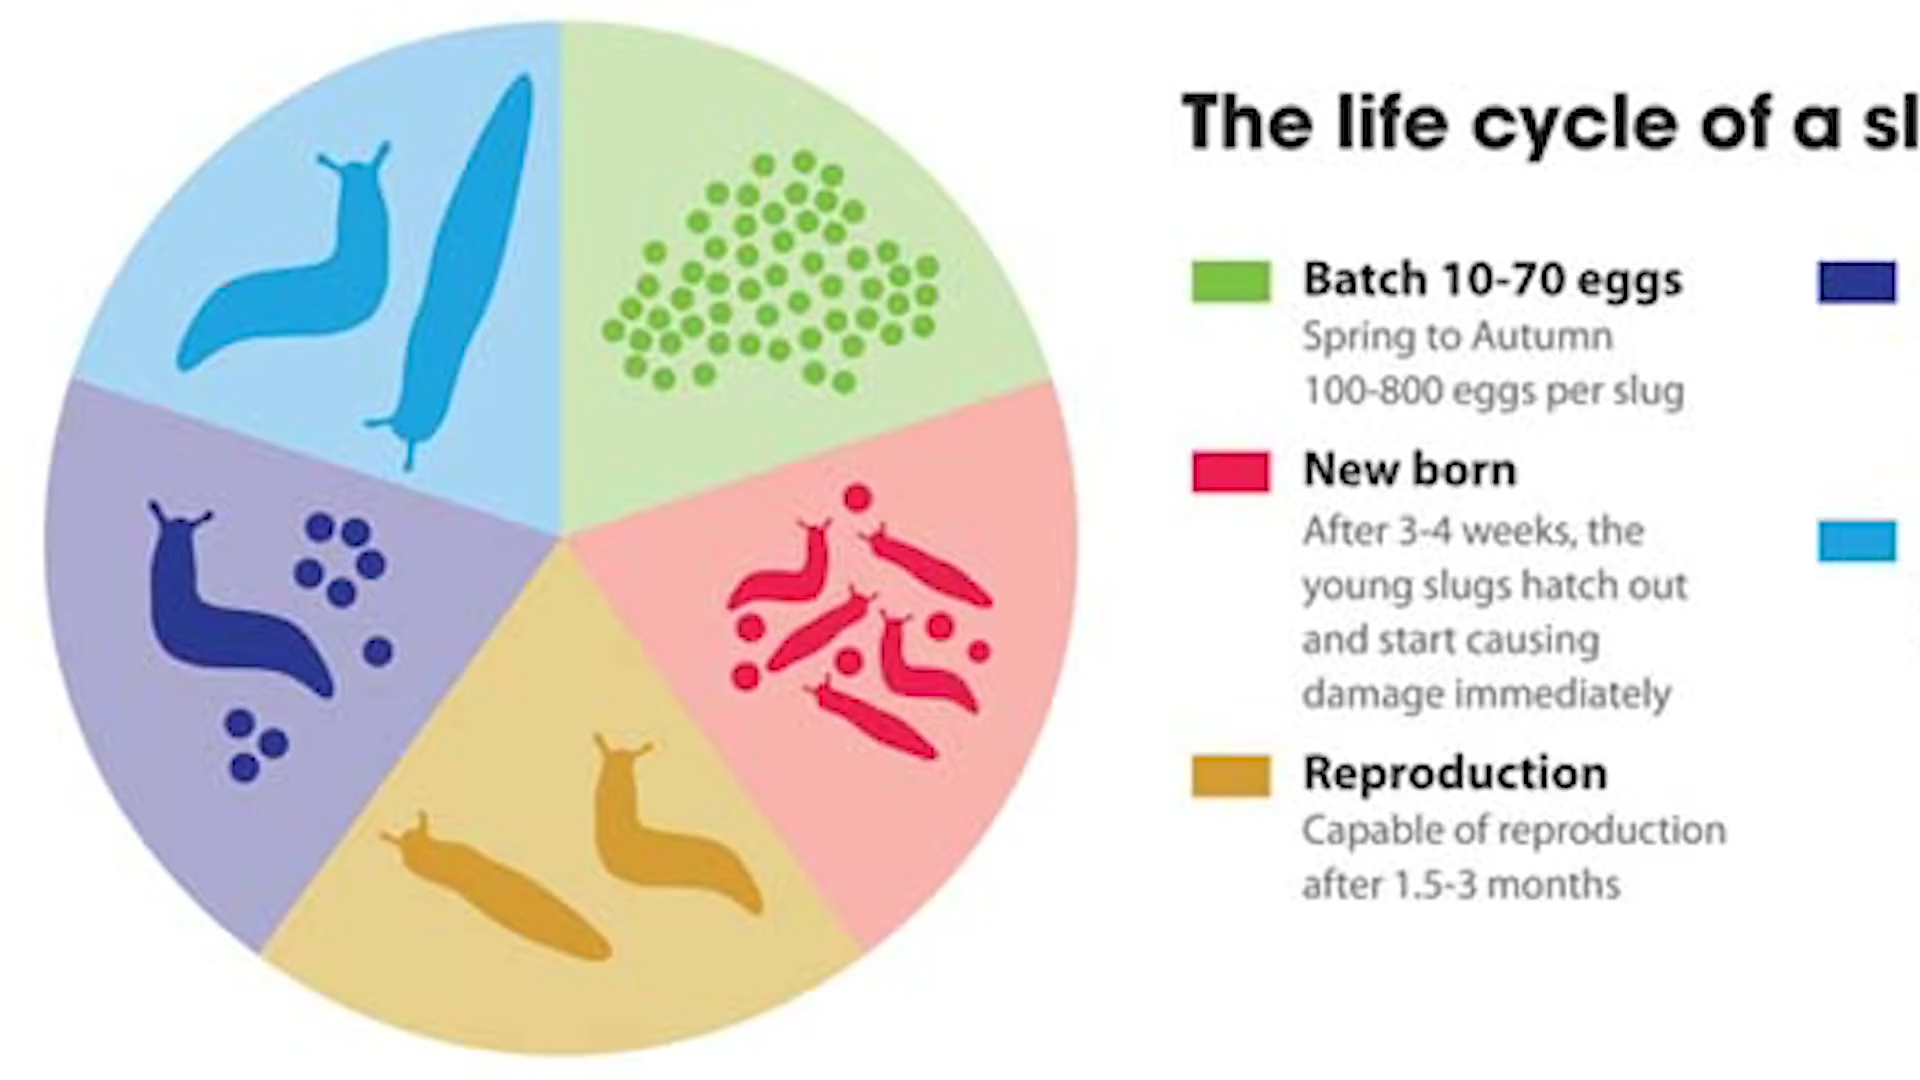 The life cycle of a sl
Batch 10-70 eggs
Spring to Autumn
100-800 eggs per slug
New born
After 3-4 weeks, the
young slugs hatch out
and start causing
damage immediately
Reproduction
Capable of reproduction
after 1.5-3 months